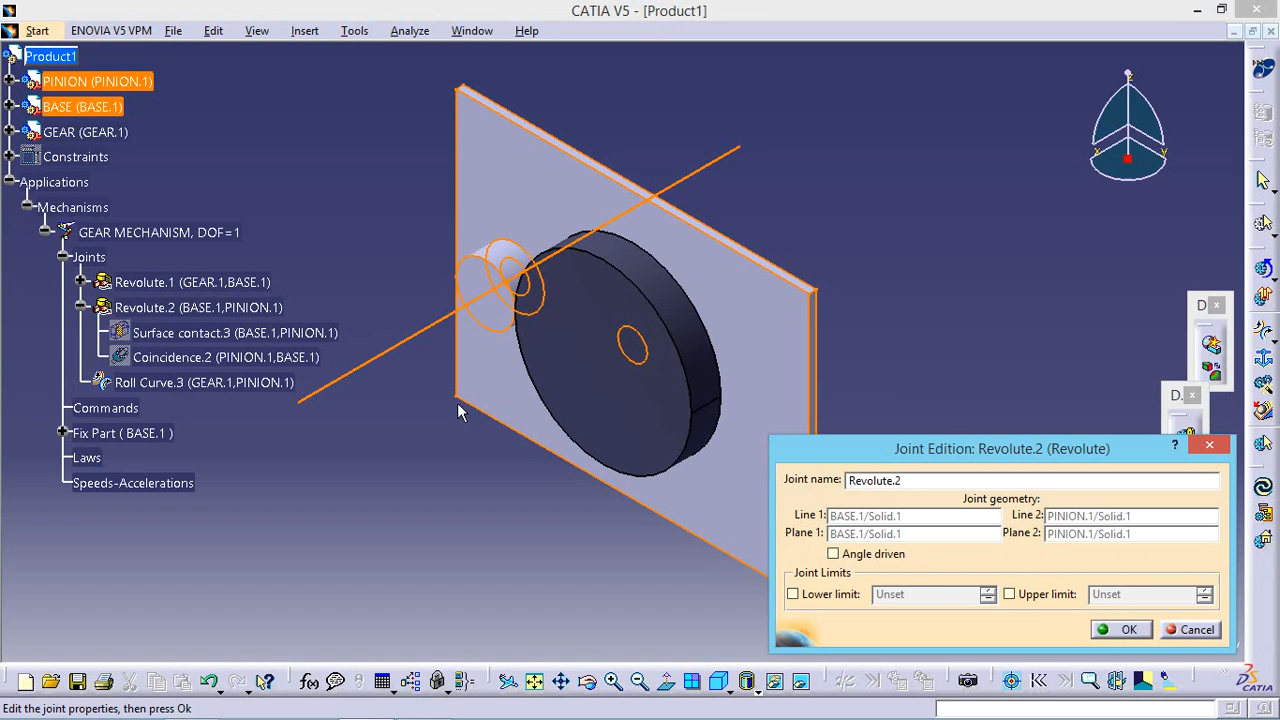 CATIA V5 - [Product1]
Start ENOVIA V5 VPM File Edit View Insert Tools Analyze Window Help
Product1
PINION (PINION.1)
BASE (BASE.1)
GEAR (GEAR.1)
Constraints
Applications
Mechanisms
GEAR MECHANISM, DOF=1
Joints
Revolute.1 (GEAR.1,BASE.1)
Revolute.2 (BASE.1,PINION.1)
Surface contact.3 (BASE.1,PINION.1)
Coincidence.2 (PINION.1,BASE.1)
Roll Curve.3 (GEAR.1,PINION.1)
Commands
Fix Part ( BASE.1 )
Laws
Speeds-Accelerations
z
x
y
D
D.
Joint Edition: Revolute.2 (Revolute)
Joint name: Revolute.2
Joint geometry:
Line 1: BASE.1/Solid.1 Line 2: PINION.1/Solid.1
Plane 1: BASE.1/Solid.1 Plane 2: PINION.1/Solid.1
Angle driven
Joint Limits
Lower limit: Unset Upper limit: Unset
OK Cancel
f(x)
CATIA
Edit the joint properties, then press Ok